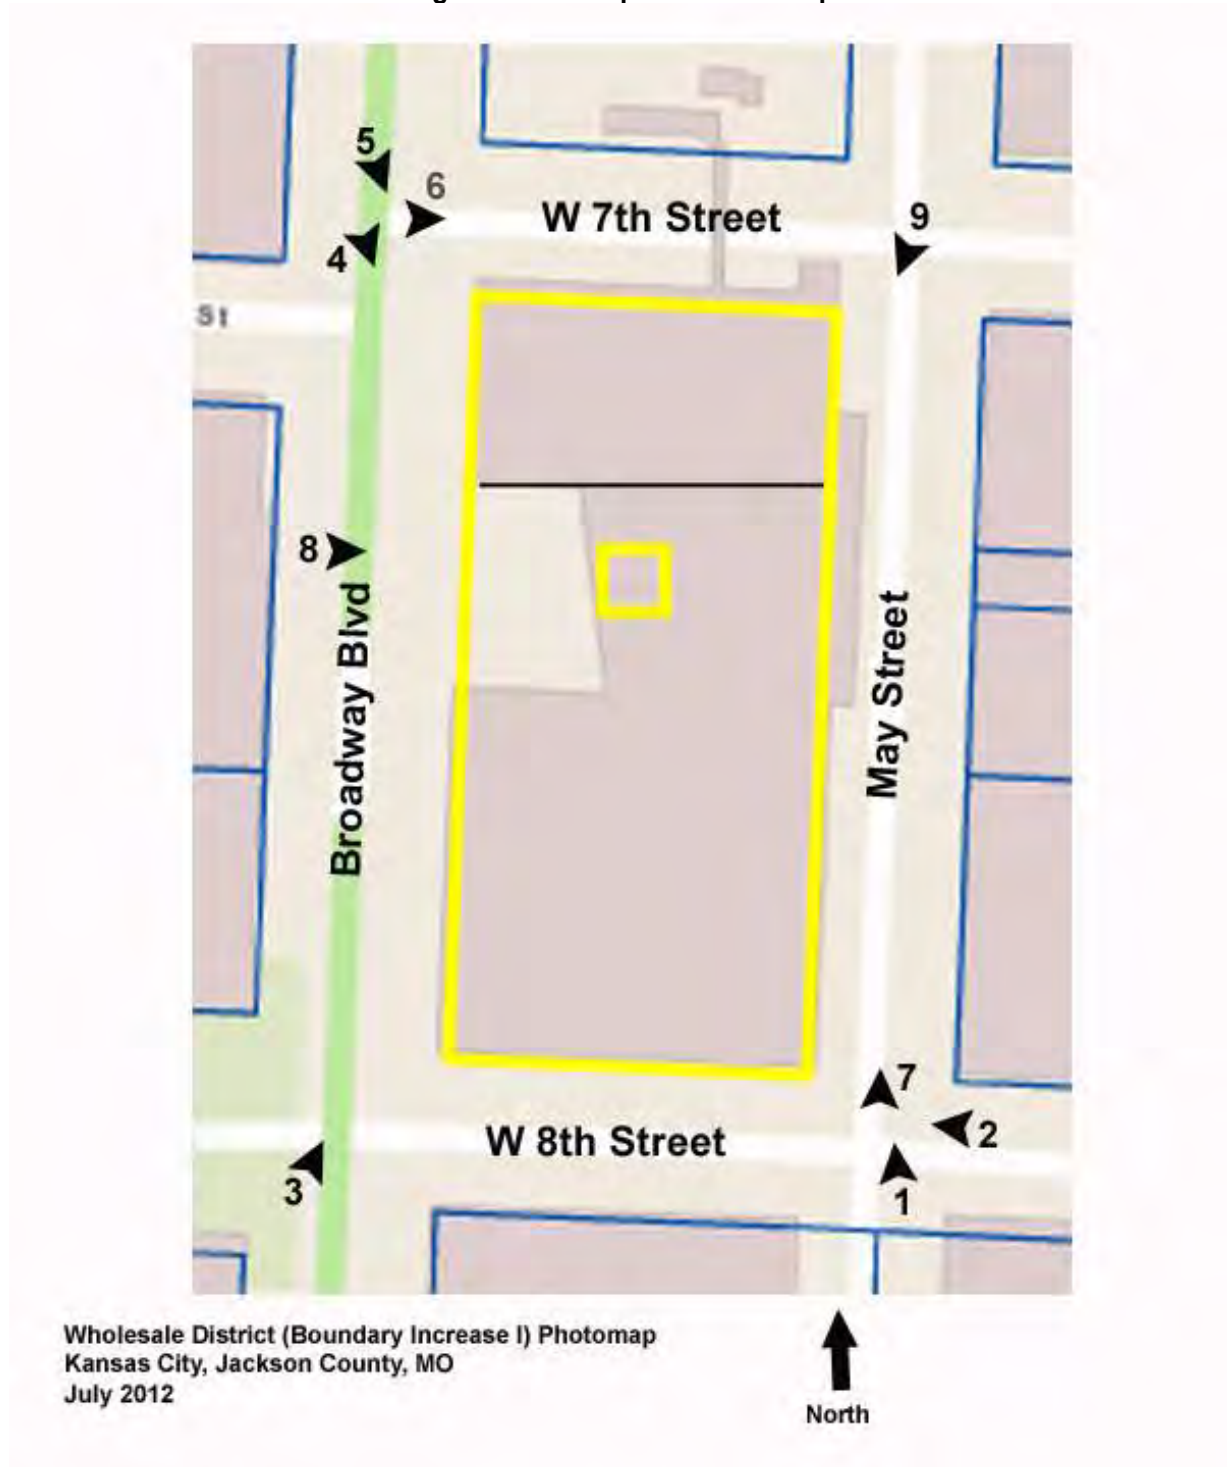 5
6
W 7th Street
9
4
St
8
Broadway Blvd
May Street
7
W 8th Street
2
3
1
Wholesale District (Boundary Increase I) Photomap
Kansas City, Jackson County, MO
July 2012
North